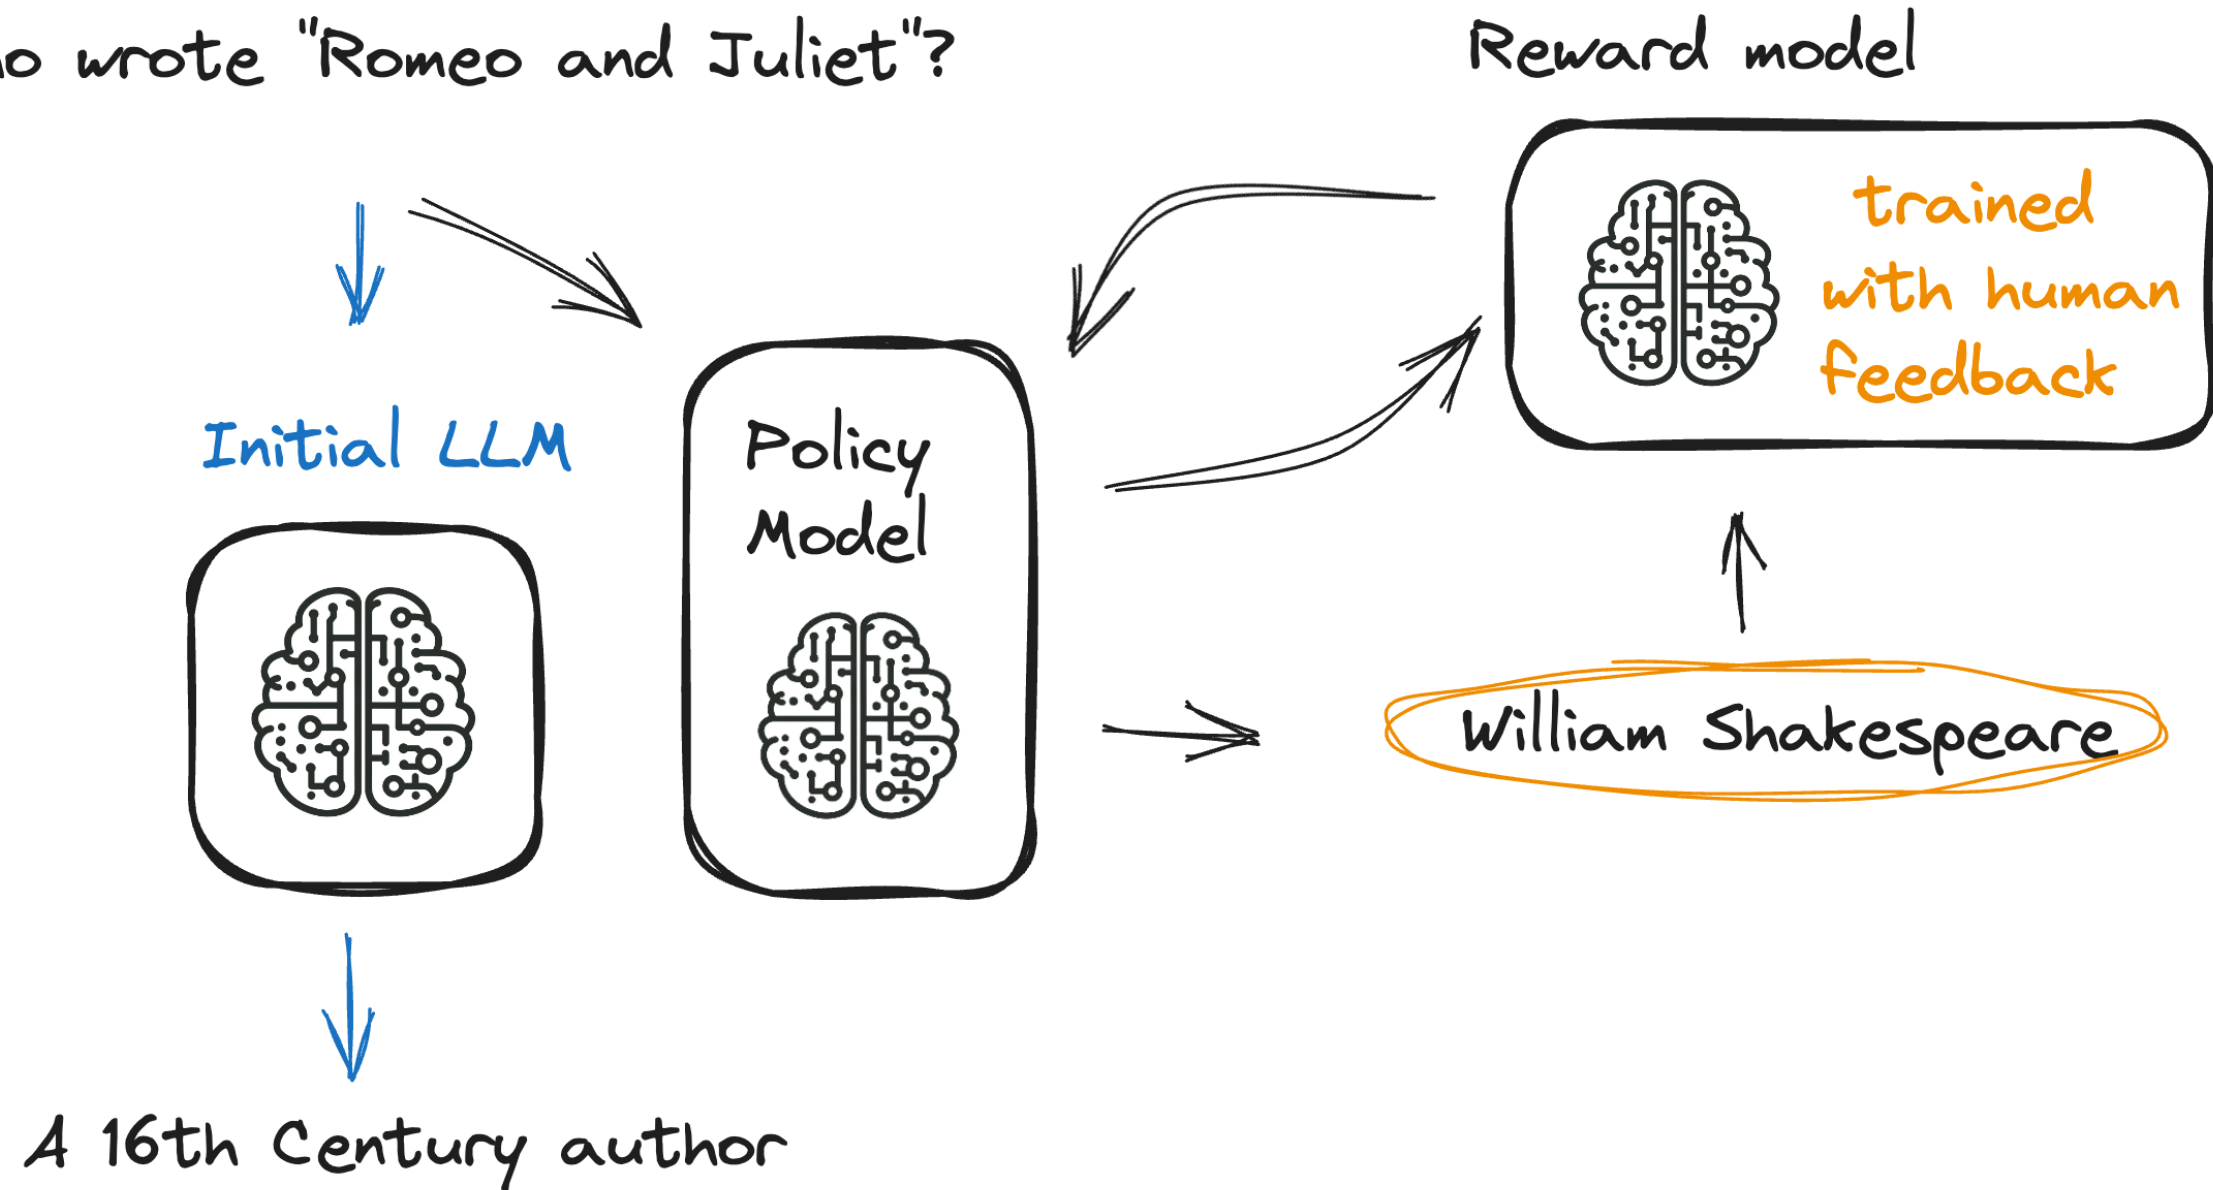 wrote "Romeo and Juliet"?
Reward model
trained
with human
feedback
Initial LLM
Policy
Model
William Shakespeare
A 16th Century author